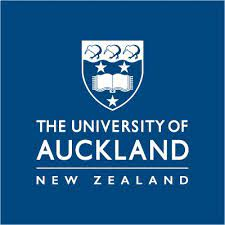 THE UNIVERSITY OF
AUCKLAND
NEW ZEALAND